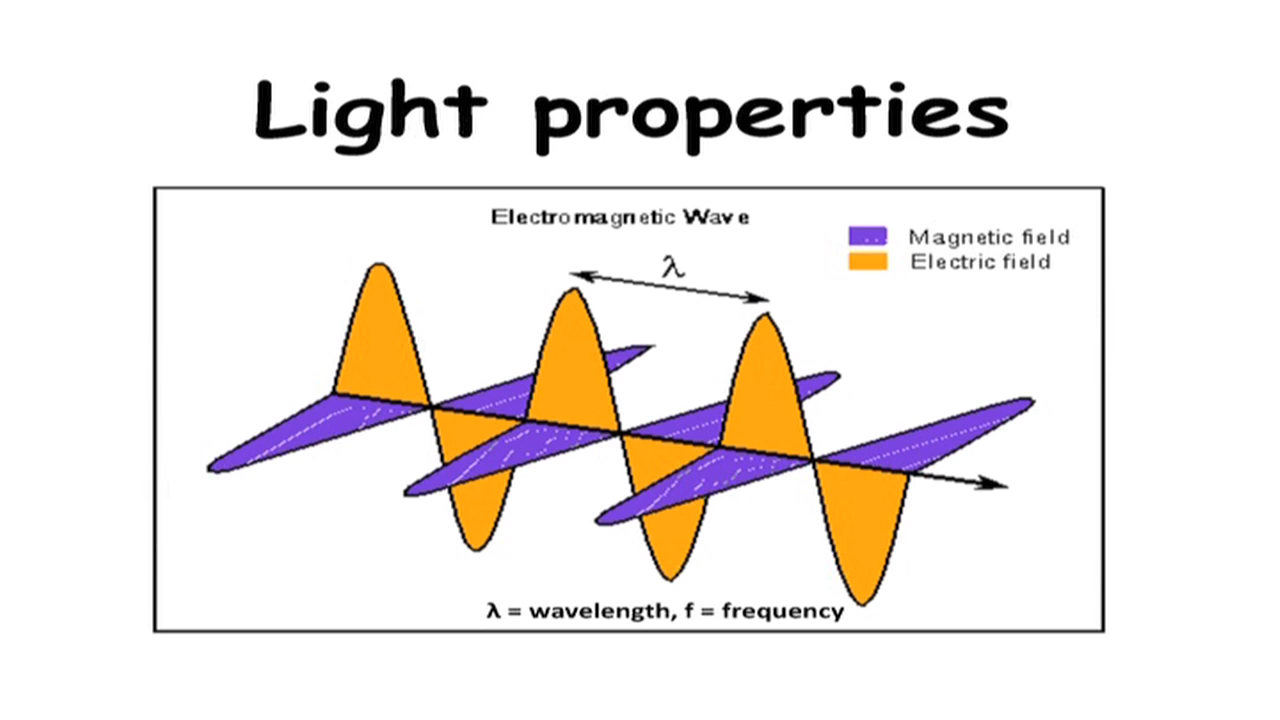 Light properties
Electromagnetic Wave
Magnetic field
Electric field
λ
λ = wavelength, f = frequency